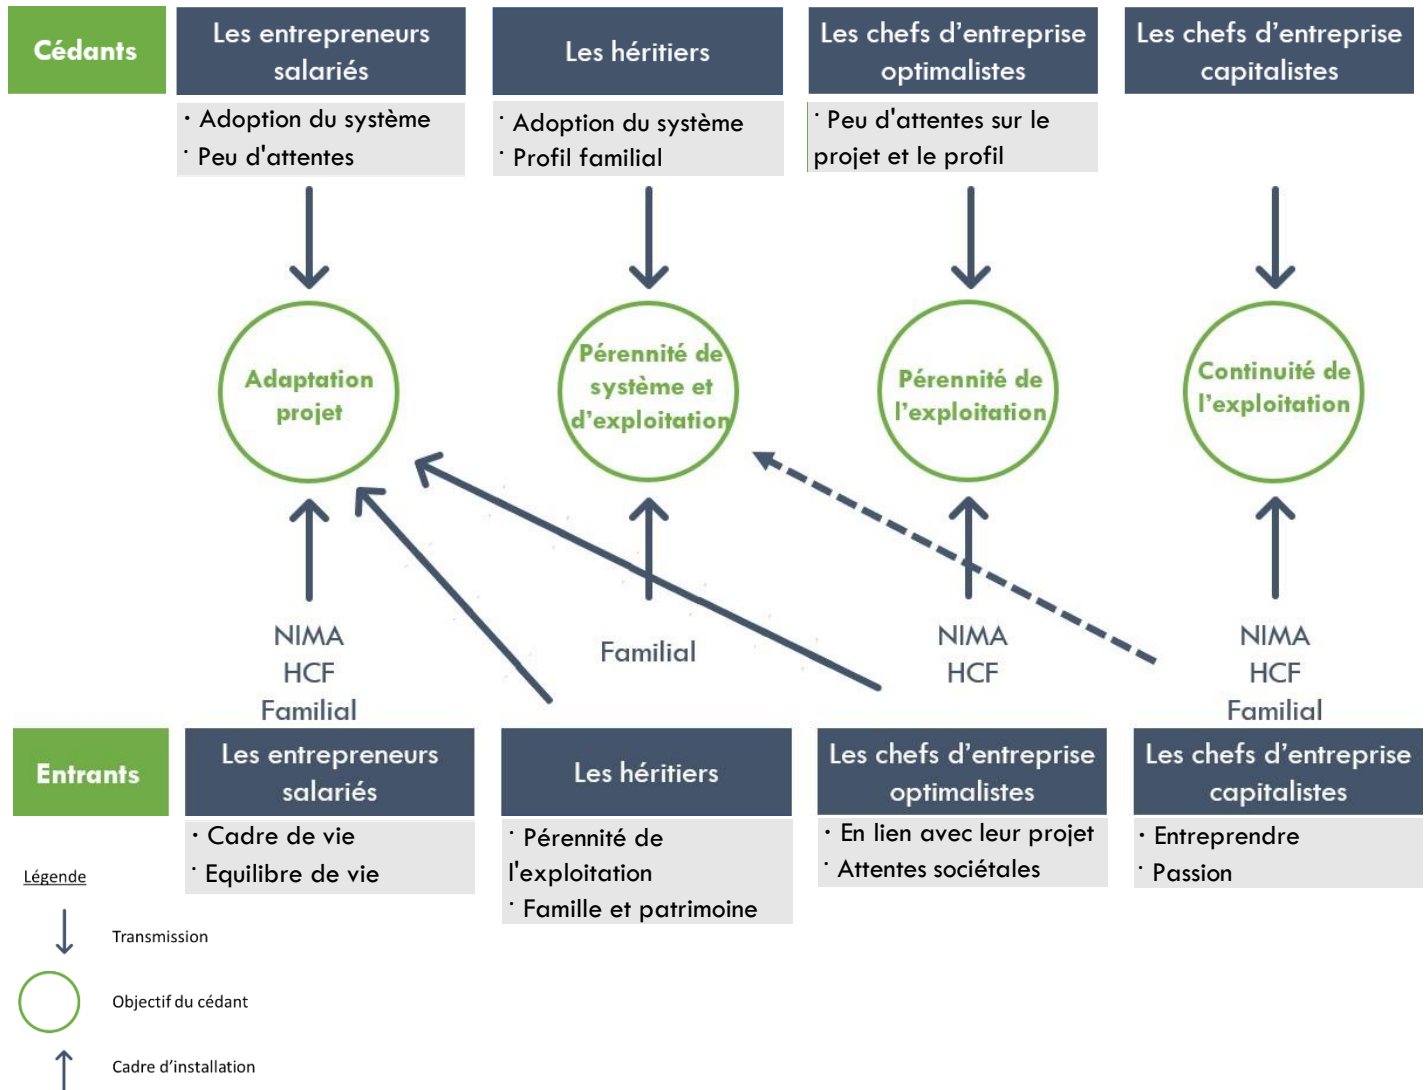 Cédants
Les entrepreneurs
salariés
Les héritiers
Les chefs d'entreprise
optimalistes
Les chefs d'entreprise
capitalistes
· Adoption du système
· Peu d'attentes
· Adoption du système
· Profil familial
· Peu d'attentes sur le
projet et le profil
Adaptation
projet
Pérennité de
système et
d'exploitation
Pérennité de
l'exploitation
Continuité de
l'exploitation
NIMA
HCF
Familial
Familial
NIMA
HCF
NIMA
HCF
Familial
Entrants
Les entrepreneurs
salariés
Les héritiers
Les chefs d'entreprise
optimalistes
Les chefs d'entreprise
capitalistes
· Cadre de vie
· Equilibre de vie
· Pérennité de
l'exploitation
· Famille et patrimoine
· En lien avec leur projet
· Attentes sociétales
· Entreprendre
· Passion
Légende
Transmission
Objectif du cédant
Cadre d'installation